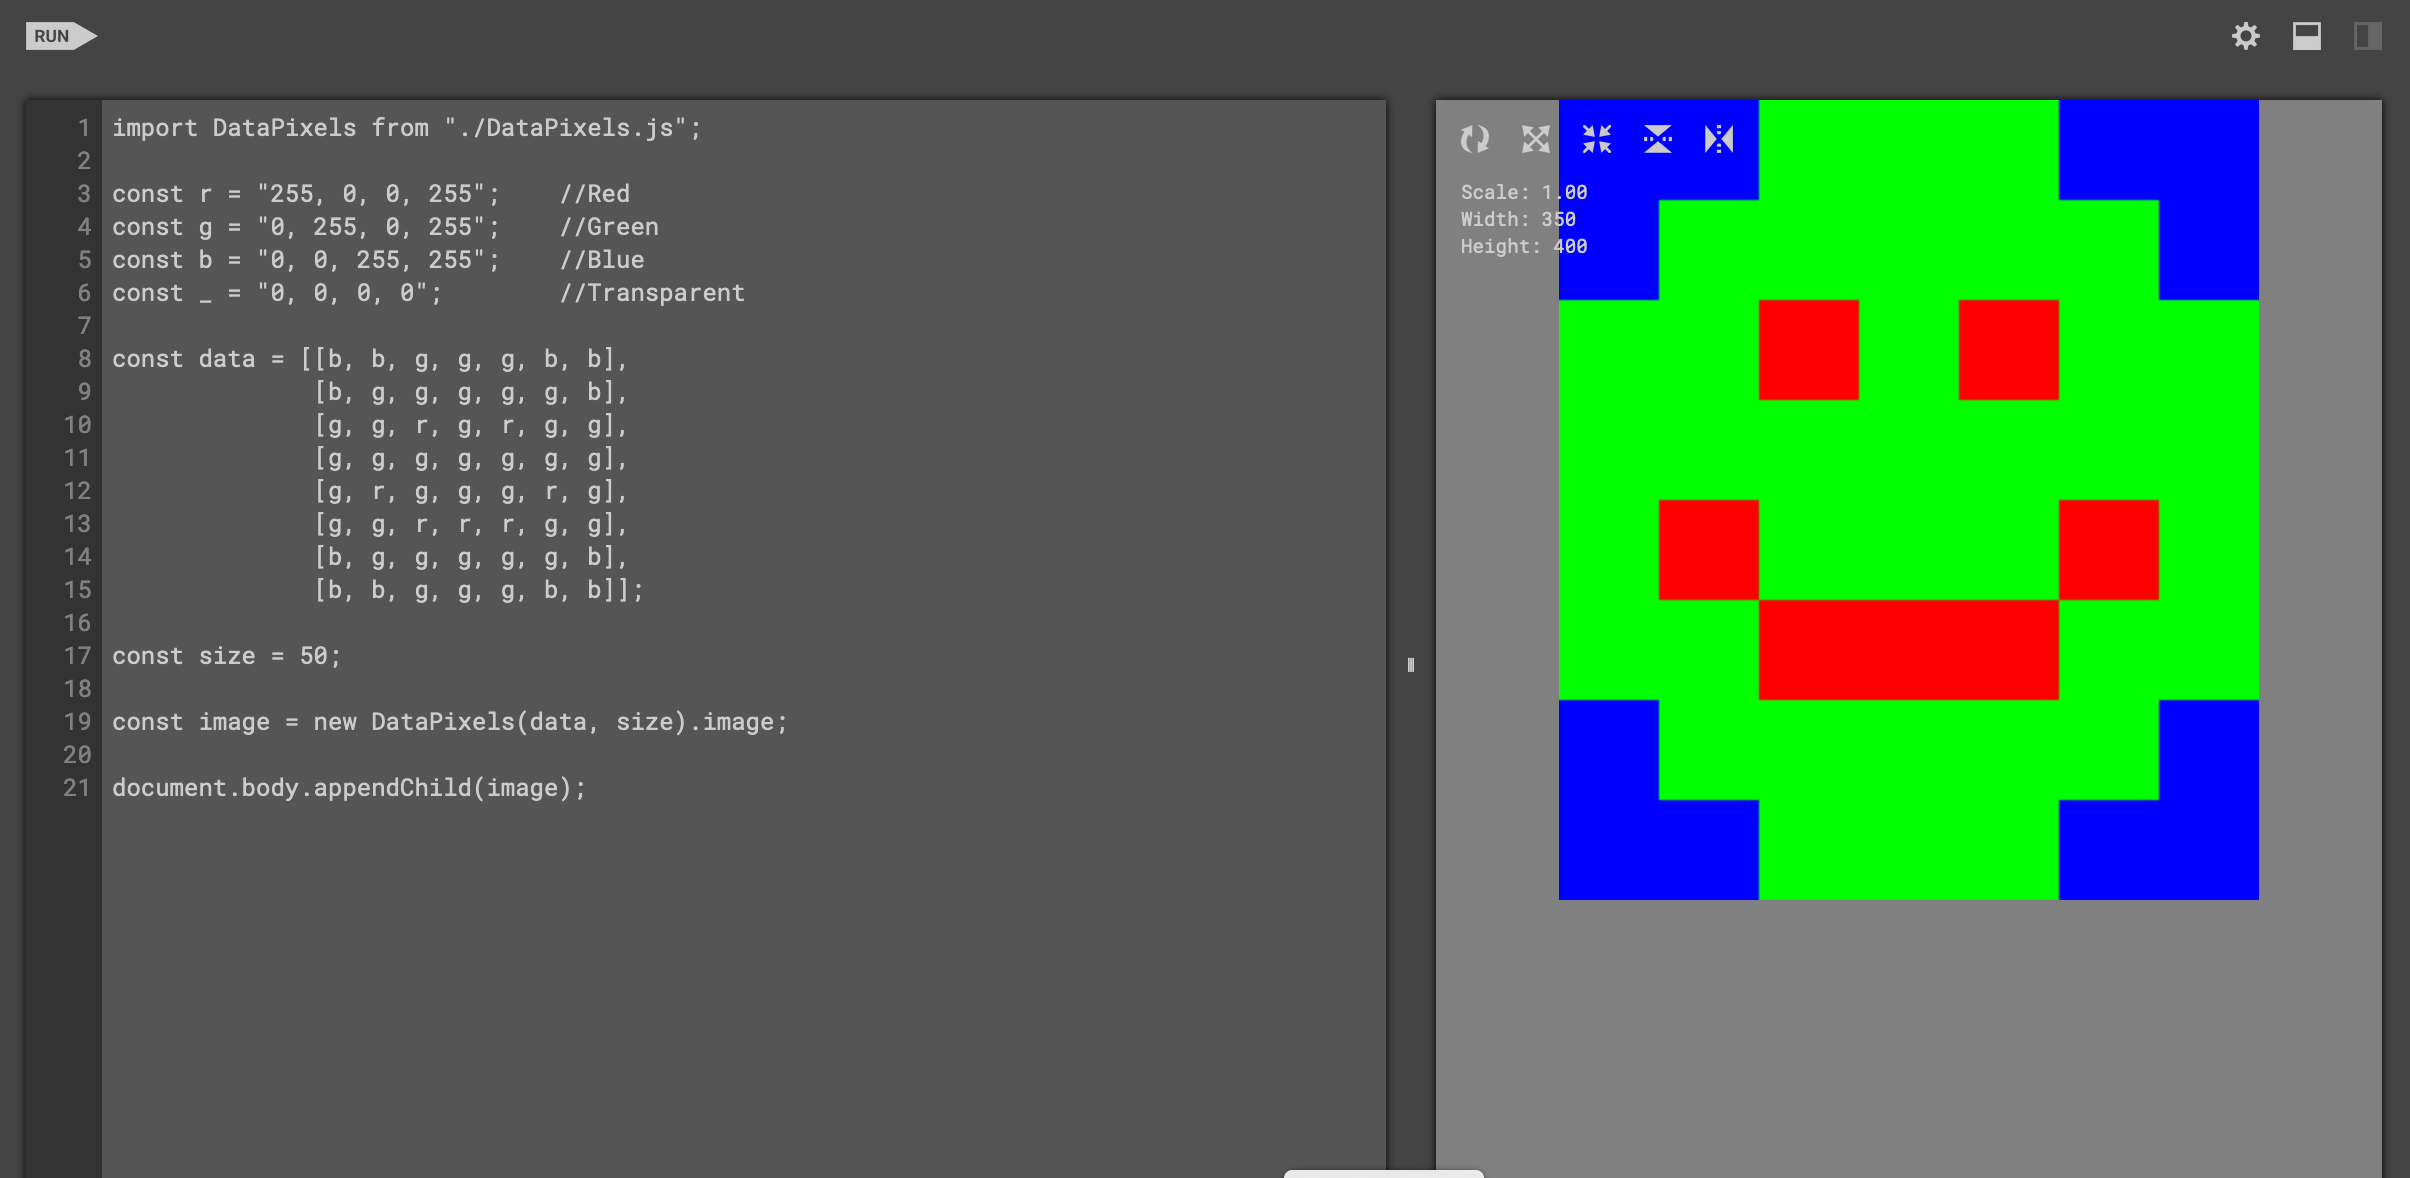 RUN
1 import DataPixels from "./DataPixels.js";
2
3 const r = "255, 0, 0, 255";    //Red
4 const g = "0, 255, 0, 255";    //Green
5 const b = "0, 0, 255, 255";    //Blue
6 const _ = "0, 0, 0, 0";        //Transparent
7
8 const data = [[b, b, g, g, g, b, b],
9               [b, g, g, g, g, g, b],
10               [g, g, r, g, r, g, g],
11               [g, g, g, g, g, g, g],
12               [g, r, g, g, g, r, g],
13               [g, g, r, r, r, g, g],
14               [b, g, g, g, g, g, b],
15               [b, b, g, g, g, b, b]];
16
17 const size = 50;
18
19 const image = new DataPixels(data, size).image;
20
21 document.body.appendChild(image);
Scale: 1.00
Width: 350
Height: 400